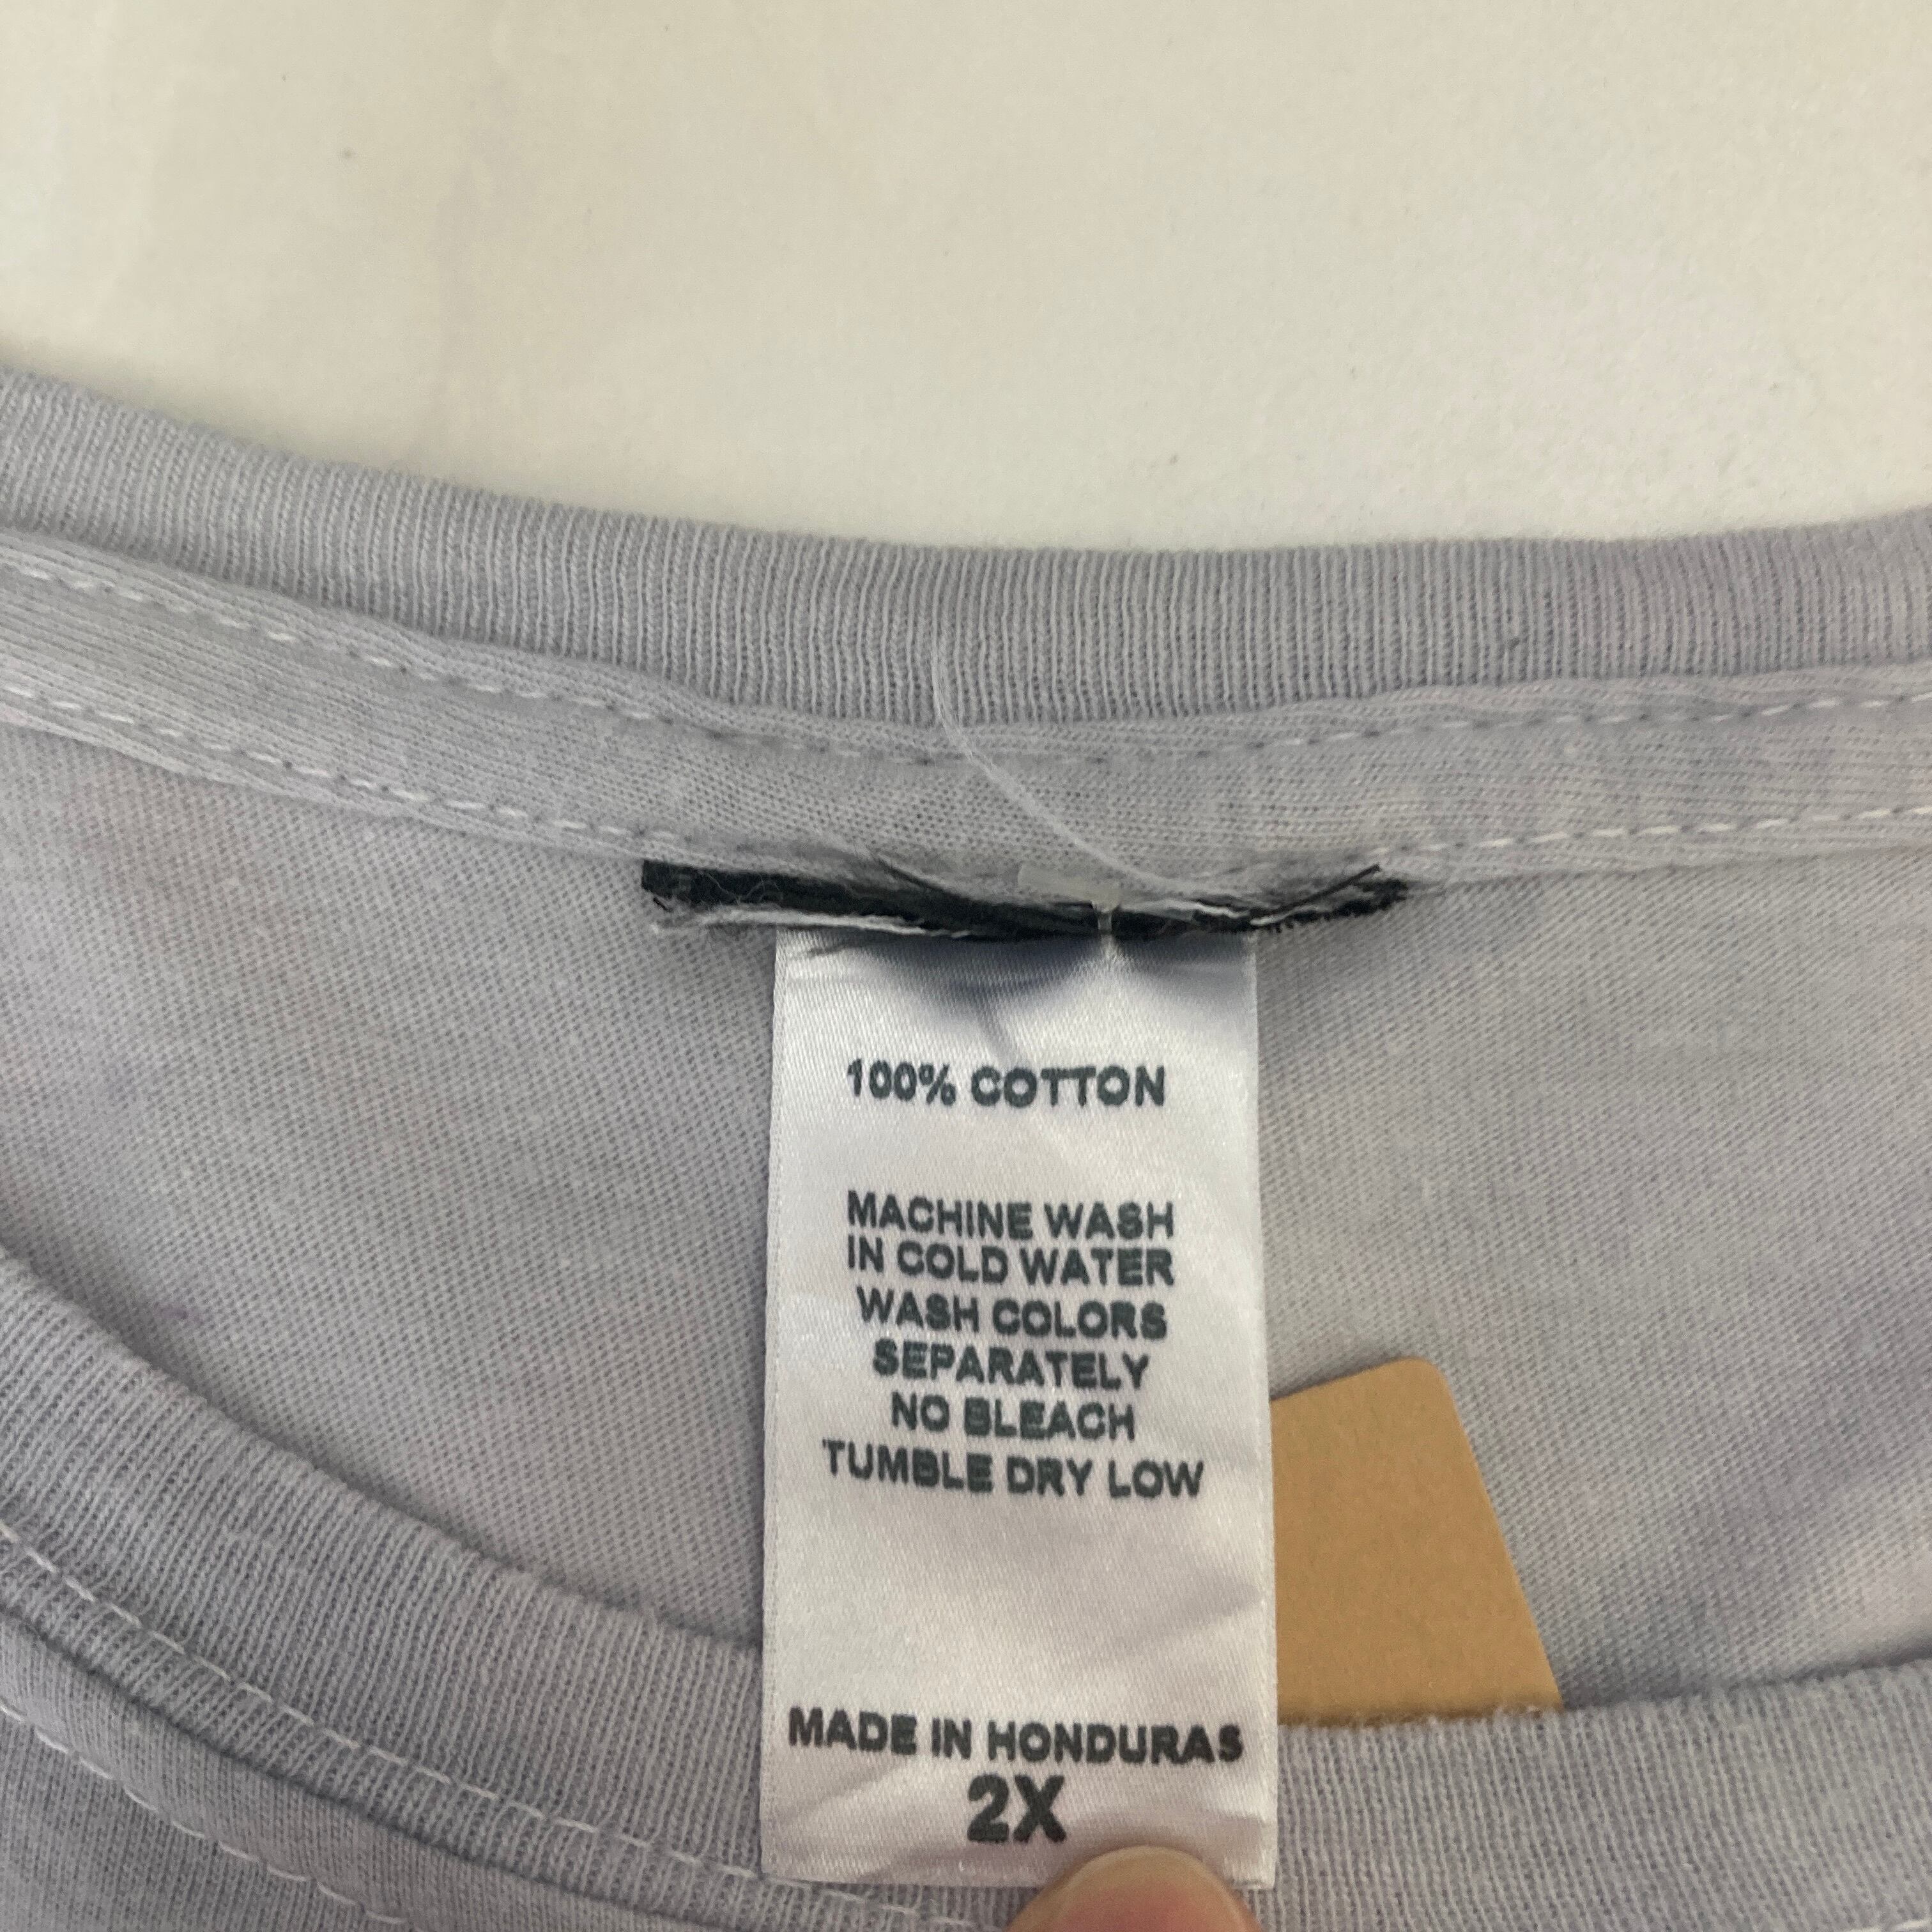 100% COTTON
MACHINE WASH
IN COLD WATER
WASH COLORS
SEPARATELY
NO BLEACH
TUMBLE DRY LOW
MADE IN HONDURAS
2X